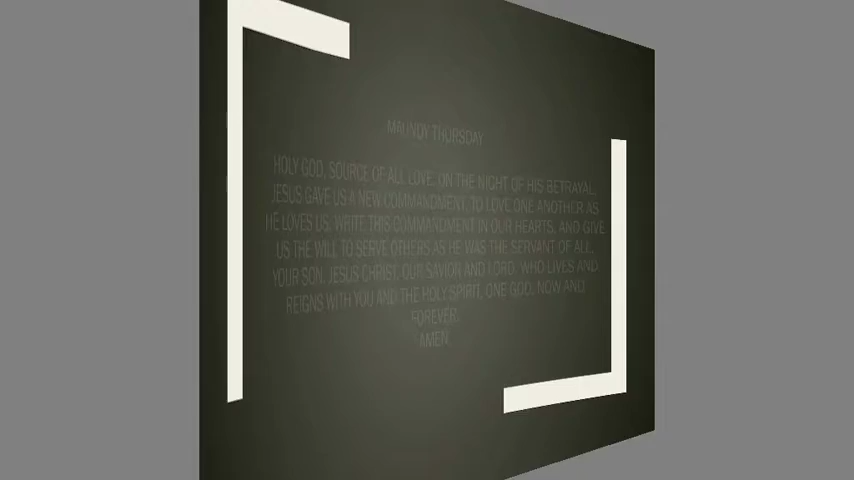 MAUNDY THURSDAY
HOLY GOD, SOURCE OF ALL LOVE, ON THE NIGHT OF HIS BETRAYAL,
JESUS GAVE US A NEW COMMANDMENT, TO LOVE ONE ANOTHER AS
HE LOVES US. WRITE THIS COMMANDMENT IN OUR HEARTS, AND GIVE
US THE WILL TO SERVE OTHERS AS HE WAS THE SERVANT OF ALL,
YOUR SON, JESUS CHRIST, OUR SAVIOR AND LORD, WHO LIVES AND
REIGNS WITH YOU AND THE HOLY SPIRIT, ONE GOD, NOW AND
FOREVER.
AMEN